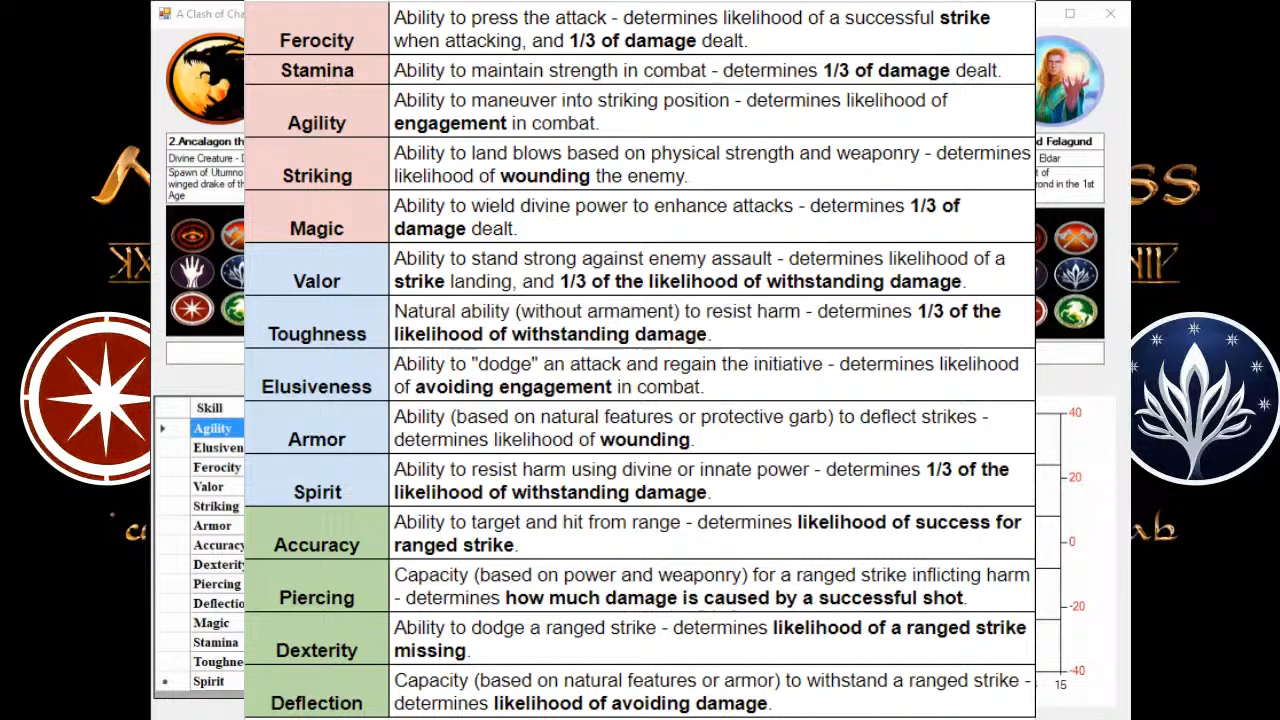 A Clash of Cha
Ferocity
Ability to press the attack - determines likelihood of a successful strike
when attacking, and 1/3 of damage dealt.
Stamina
Ability to maintain strength in combat - determines 1/3 of damage dealt.
Agility
Ability to maneuver into striking position - determines likelihood of
engagement in combat.
Striking
Ability to land blows based on physical strength and weaponry - determines
likelihood of wounding the enemy.
Magic
Ability to wield divine power to enhance attacks - determines 1/3 of
damage dealt.
Valor
Ability to stand strong against enemy assault - determines likelihood of a
strike landing, and 1/3 of the likelihood of withstanding damage.
Toughness
Natural ability (without armament) to resist harm - determines 1/3 of the
likelihood of withstanding damage.
Elusiveness
Ability to "dodge" an attack and regain the initiative - determines likelihood
of avoiding engagement in combat.
Armor
Ability (based on natural features or protective garb) to deflect strikes -
determines likelihood of wounding.
Spirit
Ability to resist harm using divine or innate power - determines 1/3 of the
likelihood of withstanding damage.
Accuracy
Ability to target and hit from range - determines likelihood of success for
ranged strike.
Piercing
Capacity (based on power and weaponry) for a ranged strike inflicting harm
- determines how much damage is caused by a successful shot.
Dexterity
Ability to dodge a ranged strike - determines likelihood of a ranged strike
missing.
Deflection
Capacity (based on natural features or armor) to withstand a ranged strike -
determines likelihood of avoiding damage.
2.Ancalagon th
Divine Creature - D
Spawn of Utumno
winged drake of th
Age
d Felagund
Eldar
t of
rond in the 1st
Skill
Agility
Elusiven
Ferocity
Valor
Striking
Armor
Accuracy
Dexterity
Piercing
Deflectio
Magic
Stamina
Toughne
Spirit
40
20
0
-20
-40
15